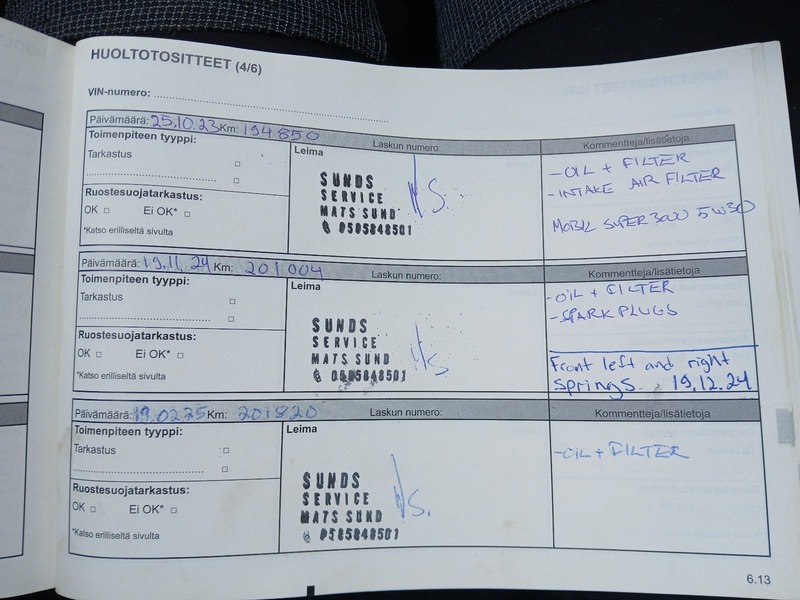 HUOLTOTOSITTEET (4/6)
VIN-numero:
Päivämäärä: 25.10.23 Km: 194850 Laskun numero: Kommentteja/lisätietoja
Toimenpiteen tyyppi:
Tarkastus
Ruostesuojatarkastus:
OK □ Ei OK* □
*Katso erilliseltä sivulta
Leima
SUNDS
SERVICE
MATS SUND
0505848501
-OIL + FILTER
-INTAKE AIR FILTER
MOBIL SUPER 3000 5W30
Päivämäärä: 19.11.24 Km: 201004 Laskun numero: Kommentteja/lisätietoja
Toimenpiteen tyyppi:
Tarkastus
Ruostesuojatarkastus:
OK □ Ei OK* □
*Katso erilliseltä sivulta
Leima
SUNDS
SERVICE
MATS SUND
0505848501
-OIL + FILTER
-SPARK PLUGS
Front left and right
springs. 19.12.24
Päivämäärä: 19.0225 Km: 201820 Laskun numero: Kommentteja/lisätietoja
Toimenpiteen tyyppi:
Tarkastus
Ruostesuojatarkastus:
OK □ Ei OK* □
*Katso erilliseltä sivulta
Leima
SUNDS
SERVICE
MATS SUND
0505848501
-OIL + FILTER
6.13